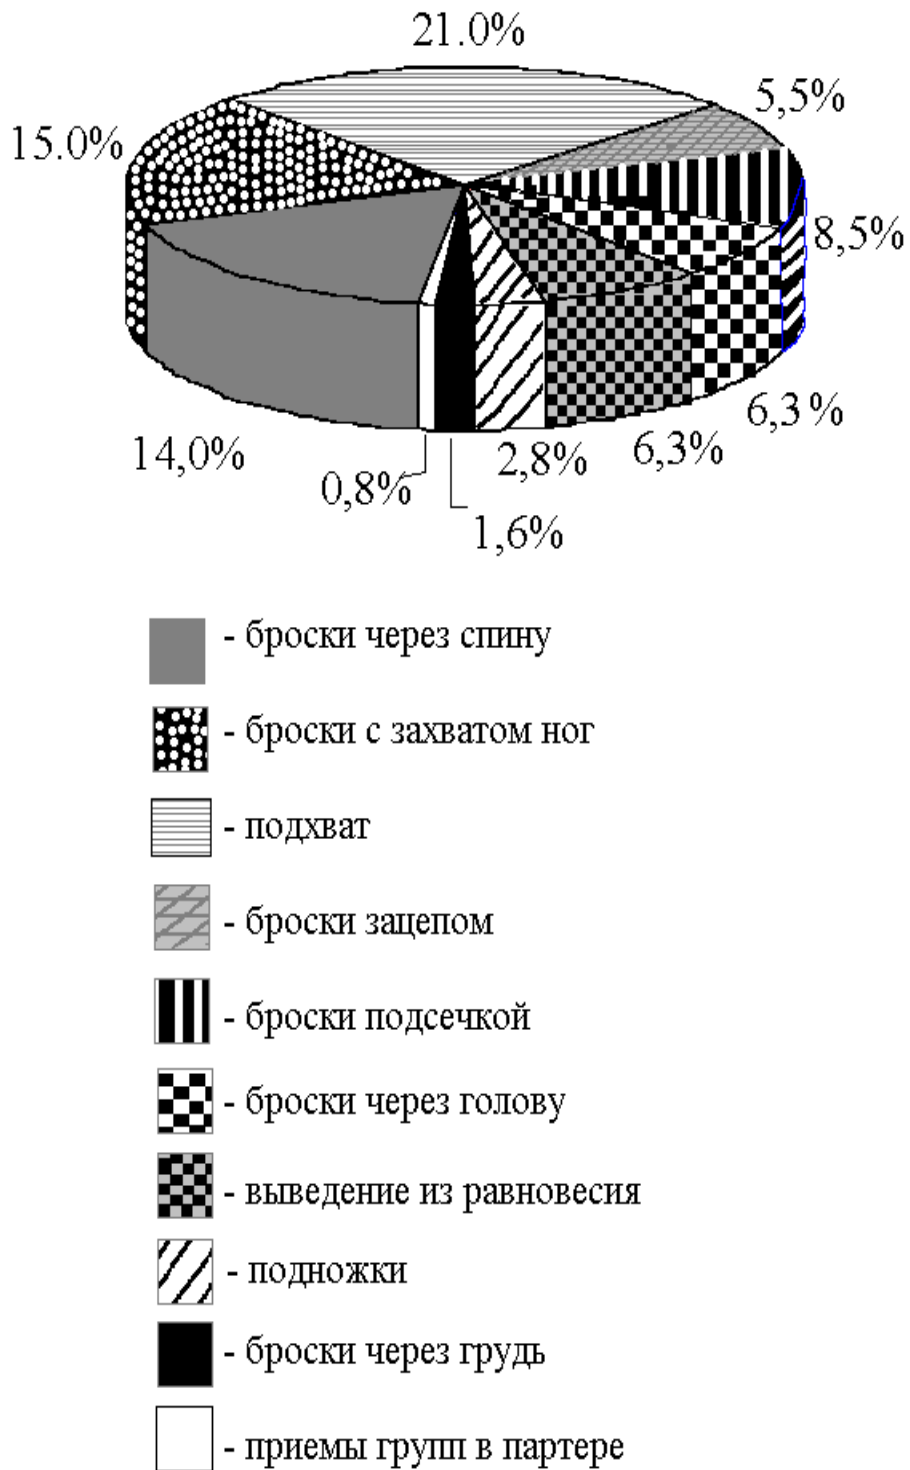 21.0%
5,5%
15.0%
8,5%
6,3%
14,0%
2,8%
6,3%
0,8%
1,6%
- броски через спину
- броски с захватом ног
- подхват
- броски зацепом
- броски подсечкой
- броски через голову
- выведение из равновесия
- подножки
- броски через грудь
- приемы групп в партере